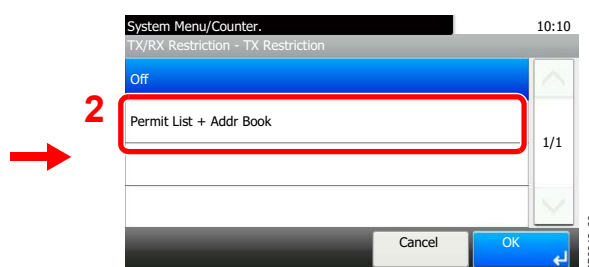 System Menu/Counter. 10:10
TX/RX Restriction - TX Restriction
Off
2
Permit List + Addr Book
1/1
Cancel OK